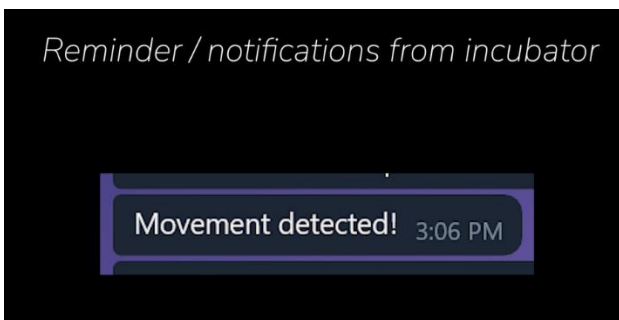 Reminder / notifications from incubator
Movement detected! 3:06 PM